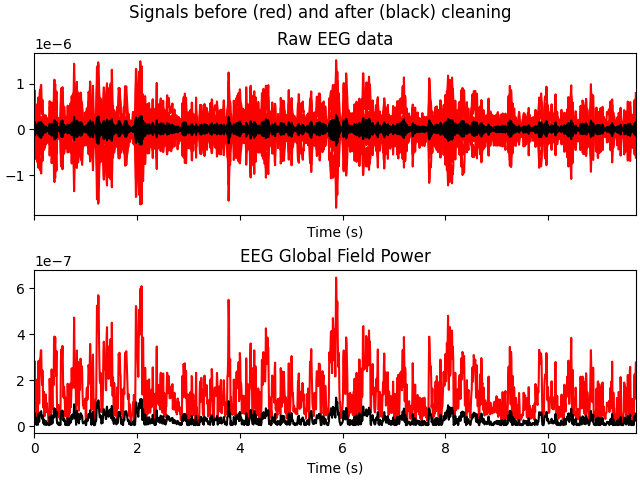 Signals before (red) and after (black) cleaning
Raw EEG data
1e−6
1
0
−1
Time (s)
EEG Global Field Power
1e−7
6
4
2
0
0 2 4 6 8 10
Time (s)